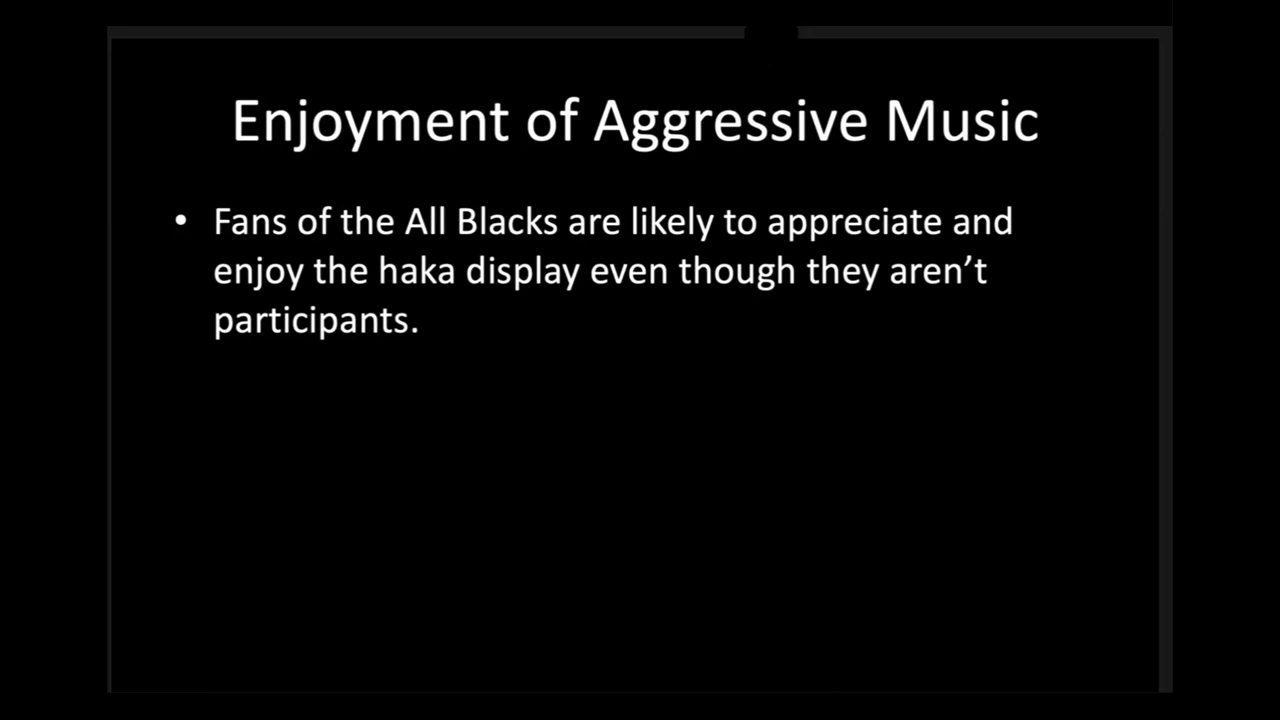 Enjoyment of Aggressive Music
• Fans of the All Blacks are likely to appreciate and
enjoy the haka display even though they aren’t
participants.